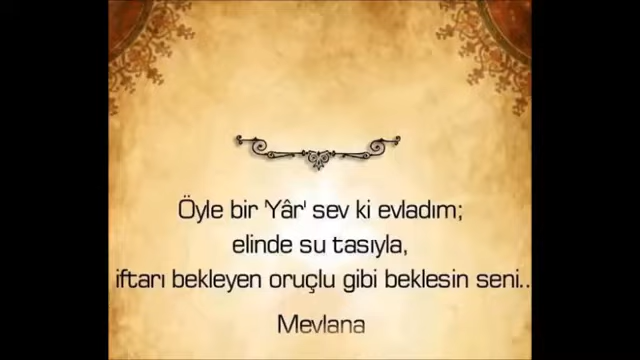 Öyle bir 'Yâr' sev ki evladım;
elinde su tasıyla,
iftarı bekleyen oruçlu gibi beklesin seni..
Mevlana